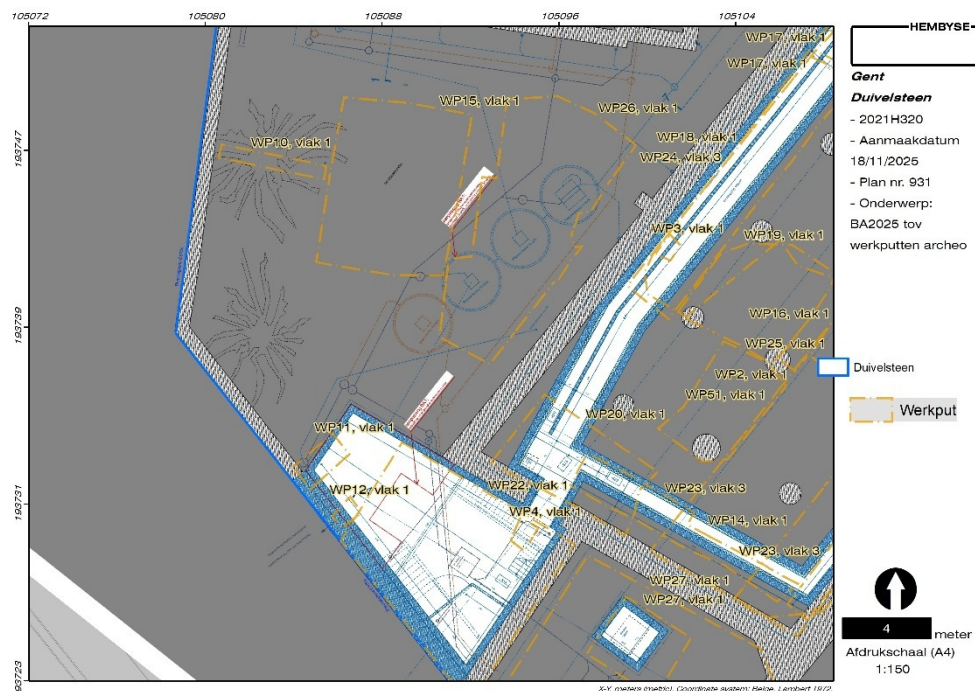 105072
105080
105088
105096
105104
193747
193739
193731
193723
WP17, vlak 1
WP17, vlak 1
WP15, vlak 1
WP26, vlak 1
WP10, vlak 1
WP18, vlak 1
WP24, vlak 3
WP3, vlak 1
WP19, vlak 1
WP16, vlak 1
WP25, vlak 1
WP2, vlak 1
WP51, vlak 1
WP20, vlak 1
WP11, vlak 1
WP12, vlak 1
WP22, vlak 1
WP23, vlak 3
WP4, vlak 1
WP14, vlak 1
WP23, vlak 3
WP27, vlak 1
WP27, vlak 1
HEMBYSE
Gent
Duivelsteen
- 2021H320
- Aanmaakdatum
18/11/2025
- Plan nr. 931
- Onderwerp:
BA2025 tov
werkputten archeo
Duivelsteen
Werkput
4 meter
Afdrukschaal (A4)
1:150
X-Y meters (metric). Coordinate system: Belge, Lambert 1972.